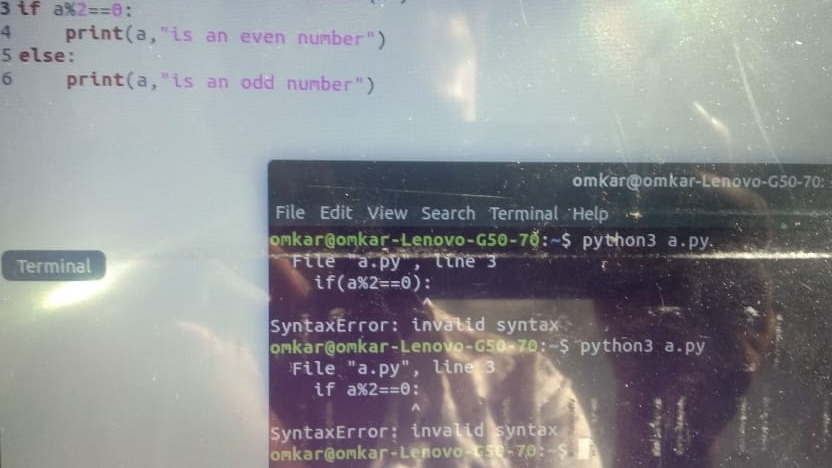 3 if a%2==0:
4     print(a,"is an even number")
5 else:
6     print(a,"is an odd number")
omkar@omkar-Lenovo-G50-70:
File Edit View Search Terminal Help
omkar@omkar-Lenovo-G50-70:~$ python3 a.py
Terminal
  File "a.py", line 3
    if(a%2==0):
              ^
SyntaxError: invalid syntax
omkar@omkar-Lenovo-G50-70:~$ python3 a.py
  File "a.py", line 3
    if a%2==0:
             ^
SyntaxError: invalid syntax
omkar@omkar-Lenovo-G50-70:~$